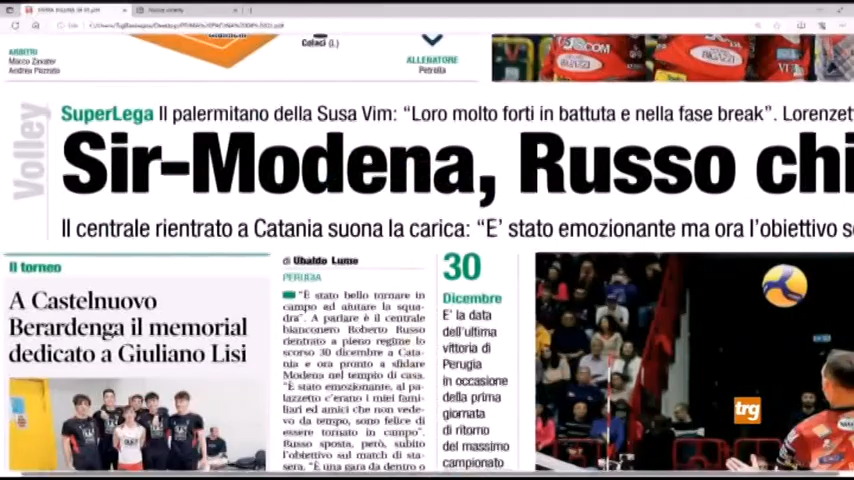 Colaci (L)
ARBITRI
Marco Zavater
Andrea Pozzato
ALLENATORE
Petrella
Volley
SuperLega Il palermitano della Susa Vim: “Loro molto forti in battuta e nella fase break”. Lorenzett
Sir-Modena, Russo chi
Il centrale rientrato a Catania suona la carica: “E’ stato emozionante ma ora l’obiettivo s
Il torneo
A Castelnuovo
Berardenga il memorial
dedicato a Giuliano Lisi
di Ubaldo Lume
PERUGIA
“È stato bello tornare in
campo ed aiutare la squa-
dra”. A parlare è il centrale
bianconero Roberto Russo
rientrato a pieno regime lo
scorso 30 dicembre a Cata-
nia e ora pronto a sfidare
Modena nel tempio di casa.
“È stato emozionante, al pa-
lazzetto c’erano i miei fami-
liari ed amici che non vede-
vo da tempo, sono felice di
essere tornato in campo”.
Russo sposta, però, subito
l’obiettivo sul match di sta-
sera. “È una gara da dentro o
30
Dicembre
E’ la data
dell’ultima
vittoria di
Perugia
in occasione
della prima
giornata
di ritorno
del massimo
campionato
trg